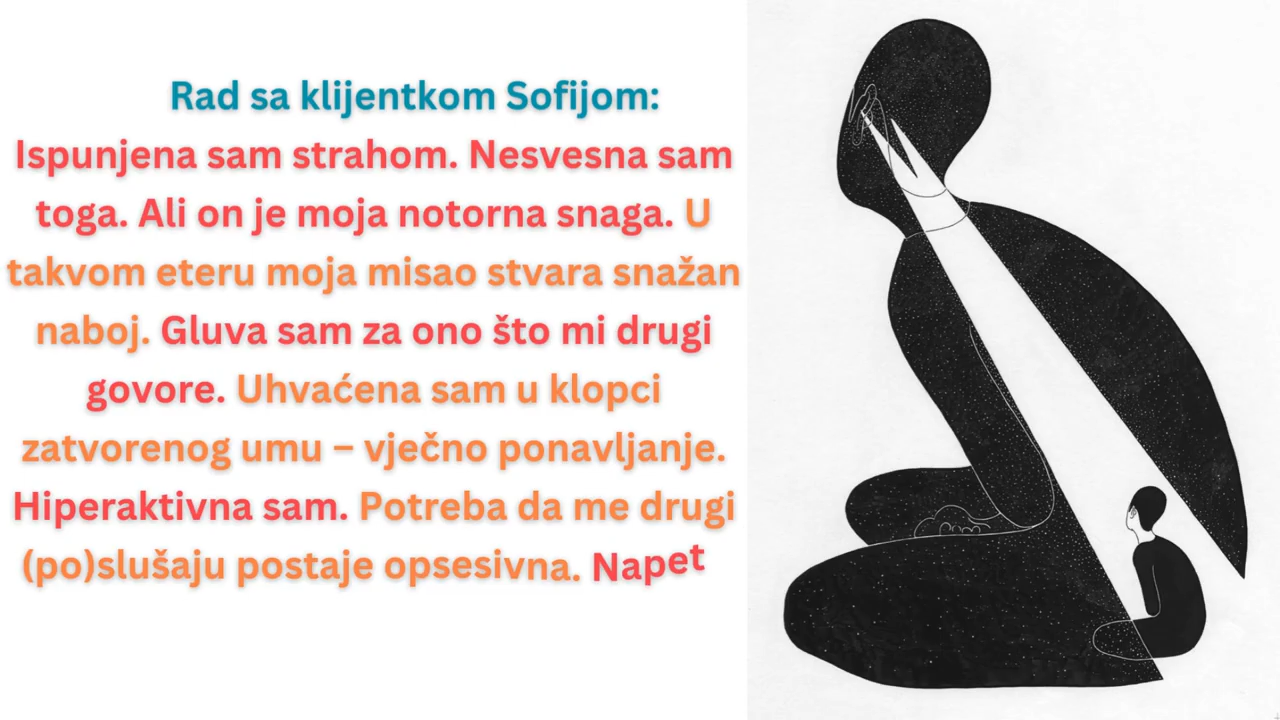 Rad sa klijentkom Sofijom:
Ispunjena sam strahom. Nesvesna sam
toga. Ali on je moja notorna snaga. U
takvom eteru moja misao stvara snažan
naboj. Gluva sam za ono što mi drugi
govore. Uhvaćena sam u klopci
zatvorenog umu – vječno ponavljanje.
Hiperaktivna sam. Potreba da me drugi
(po)slušaju postaje opsesivna. Napet